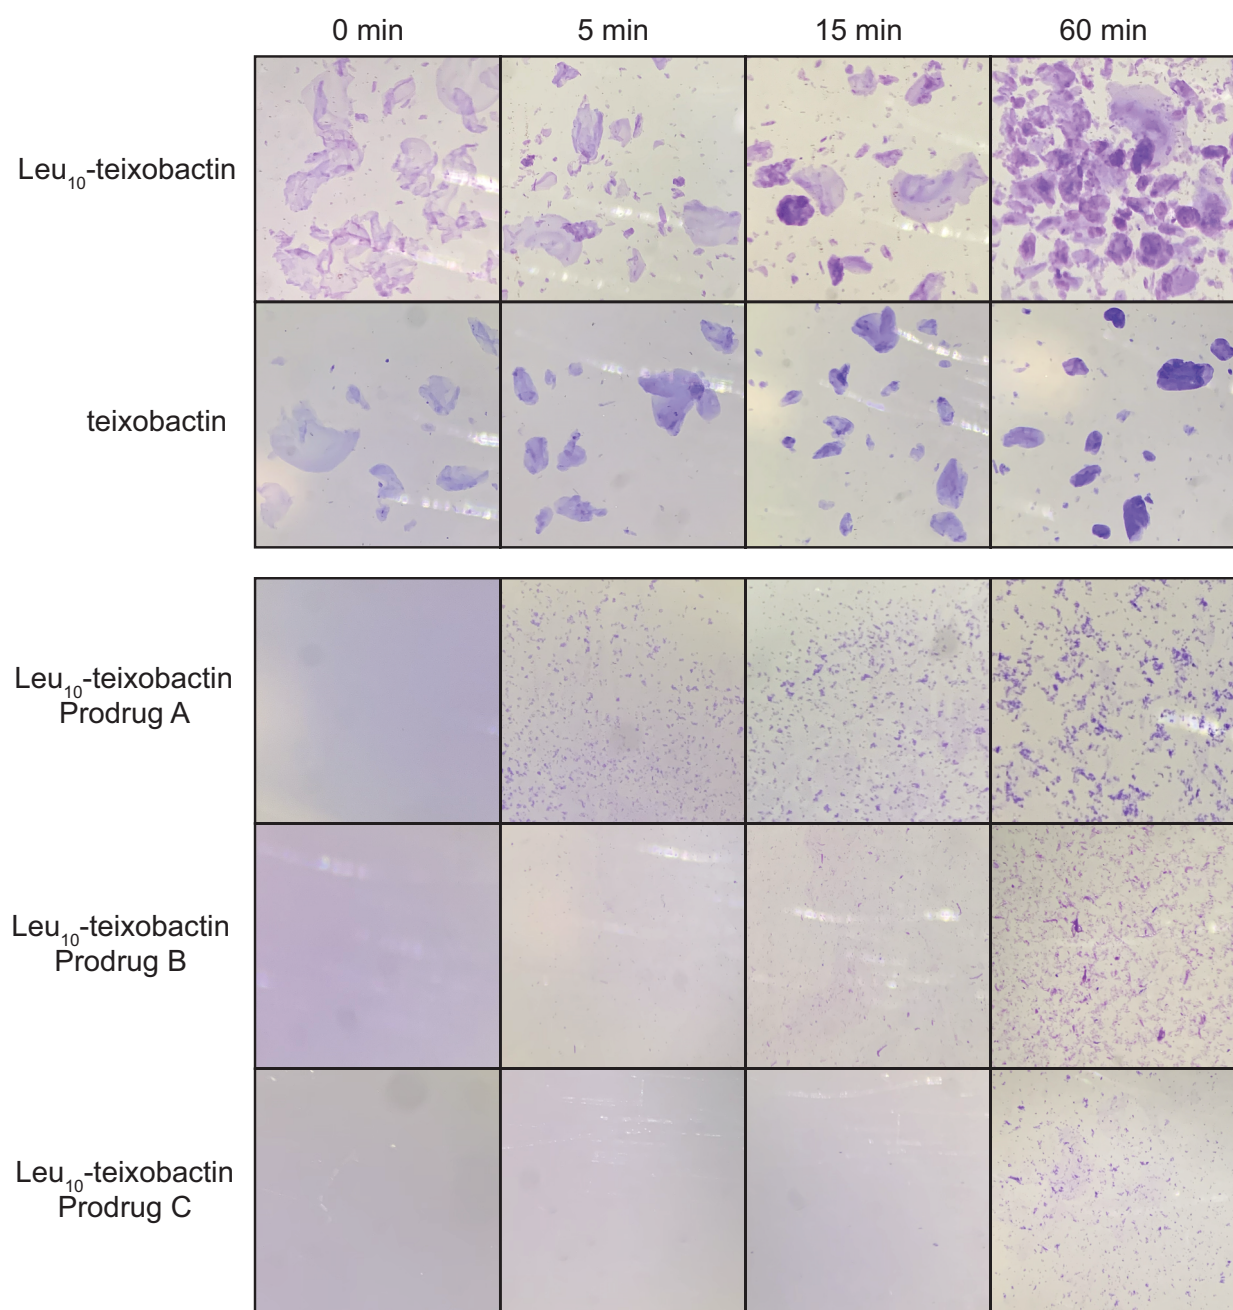 0 min 5 min 15 min 60 min
Leu₁₀-teixobactin
teixobactin
Leu₁₀-teixobactin
Prodrug A
Leu₁₀-teixobactin
Prodrug B
Leu₁₀-teixobactin
Prodrug C